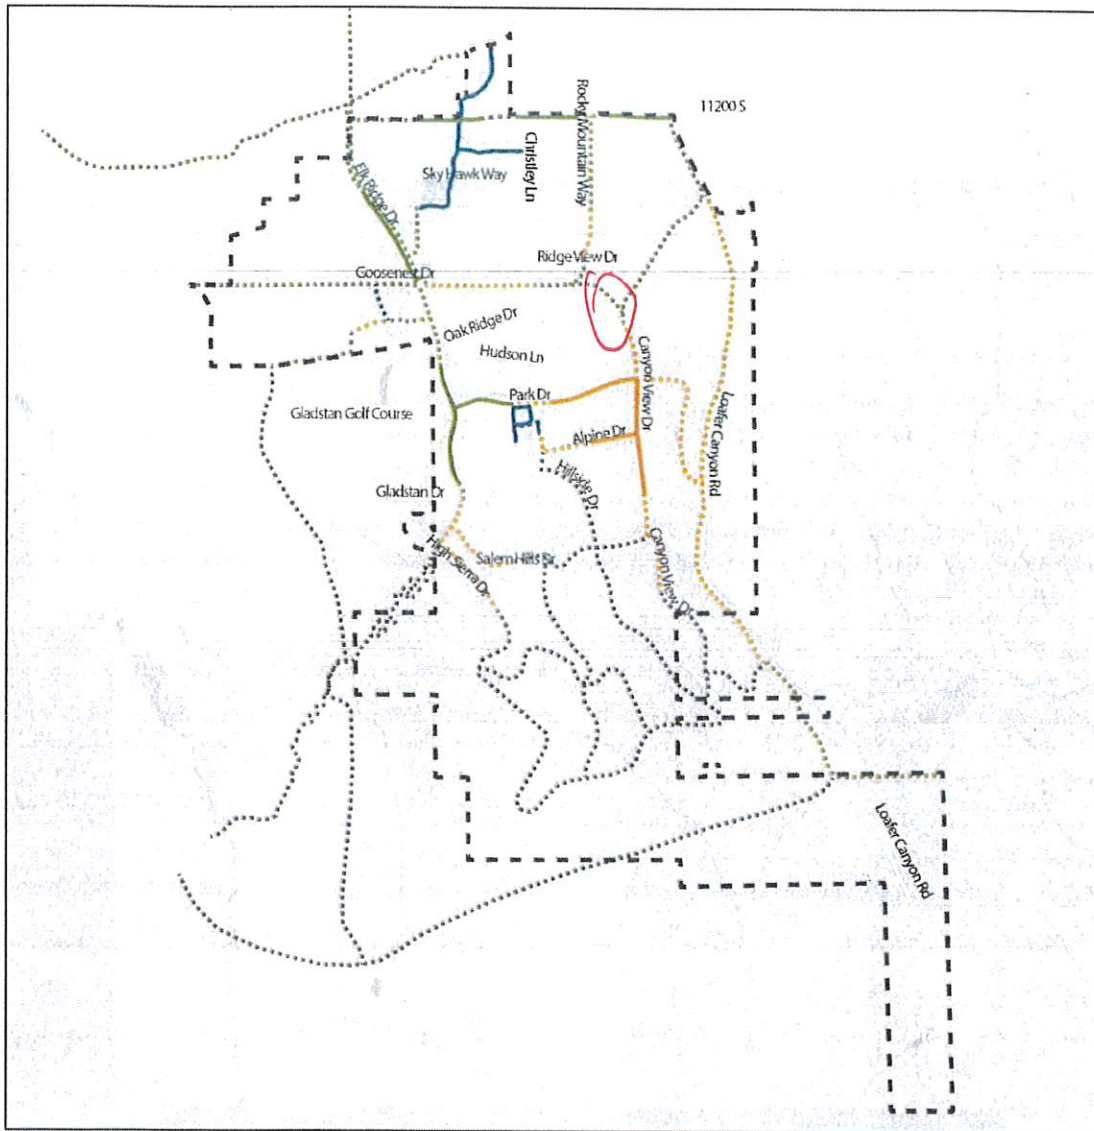 11200 S
Rocky Mountain Way
Christley Ln
Sky Hawk Way
Elk Ridge Dr
Ridge View Dr
Goosenest Dr
Oak Ridge Dr
Hudson Ln
Canyon View Dr
Park Dr
Loafer Canyon Rd
Gladstan Golf Course
Alpine Dr
Hillside Dr
Gladstan Dr
High Sierra Dr
Salem Hills Dr
Canyon View Dr
Loafer Canyon Rd